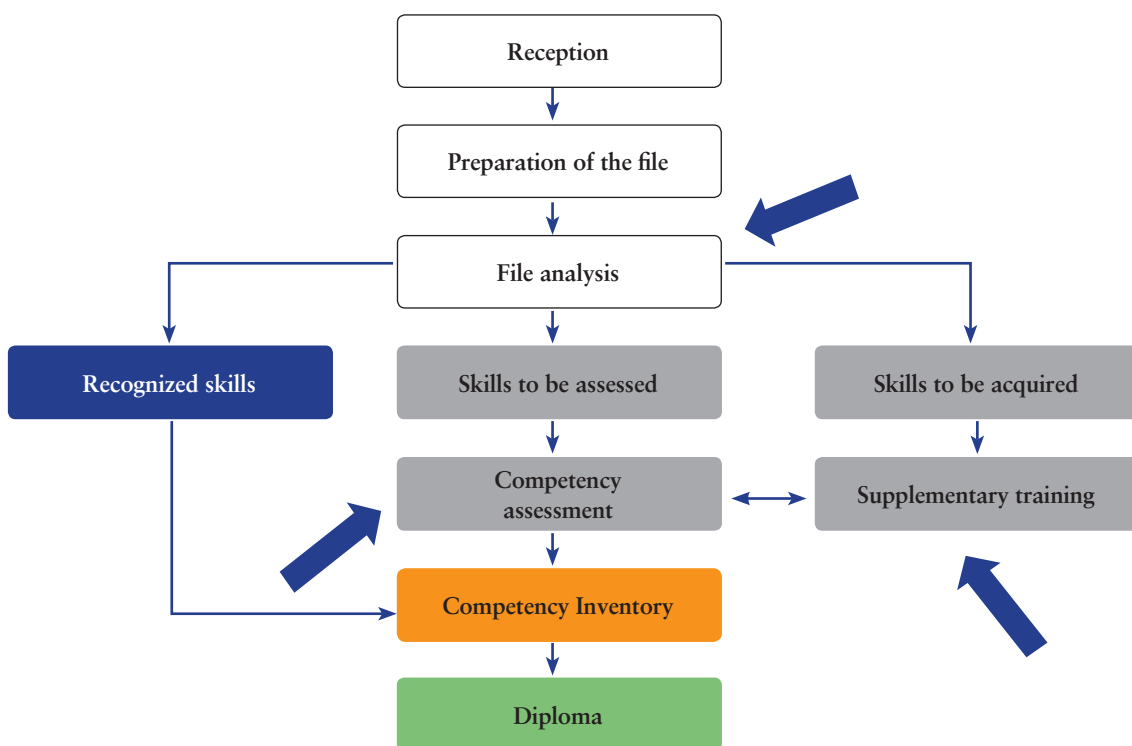 Reception
Preparation of the file
File analysis
Recognized skills
Skills to be assessed
Skills to be acquired
Competency
assessment
Supplementary training
Competency Inventory
Diploma